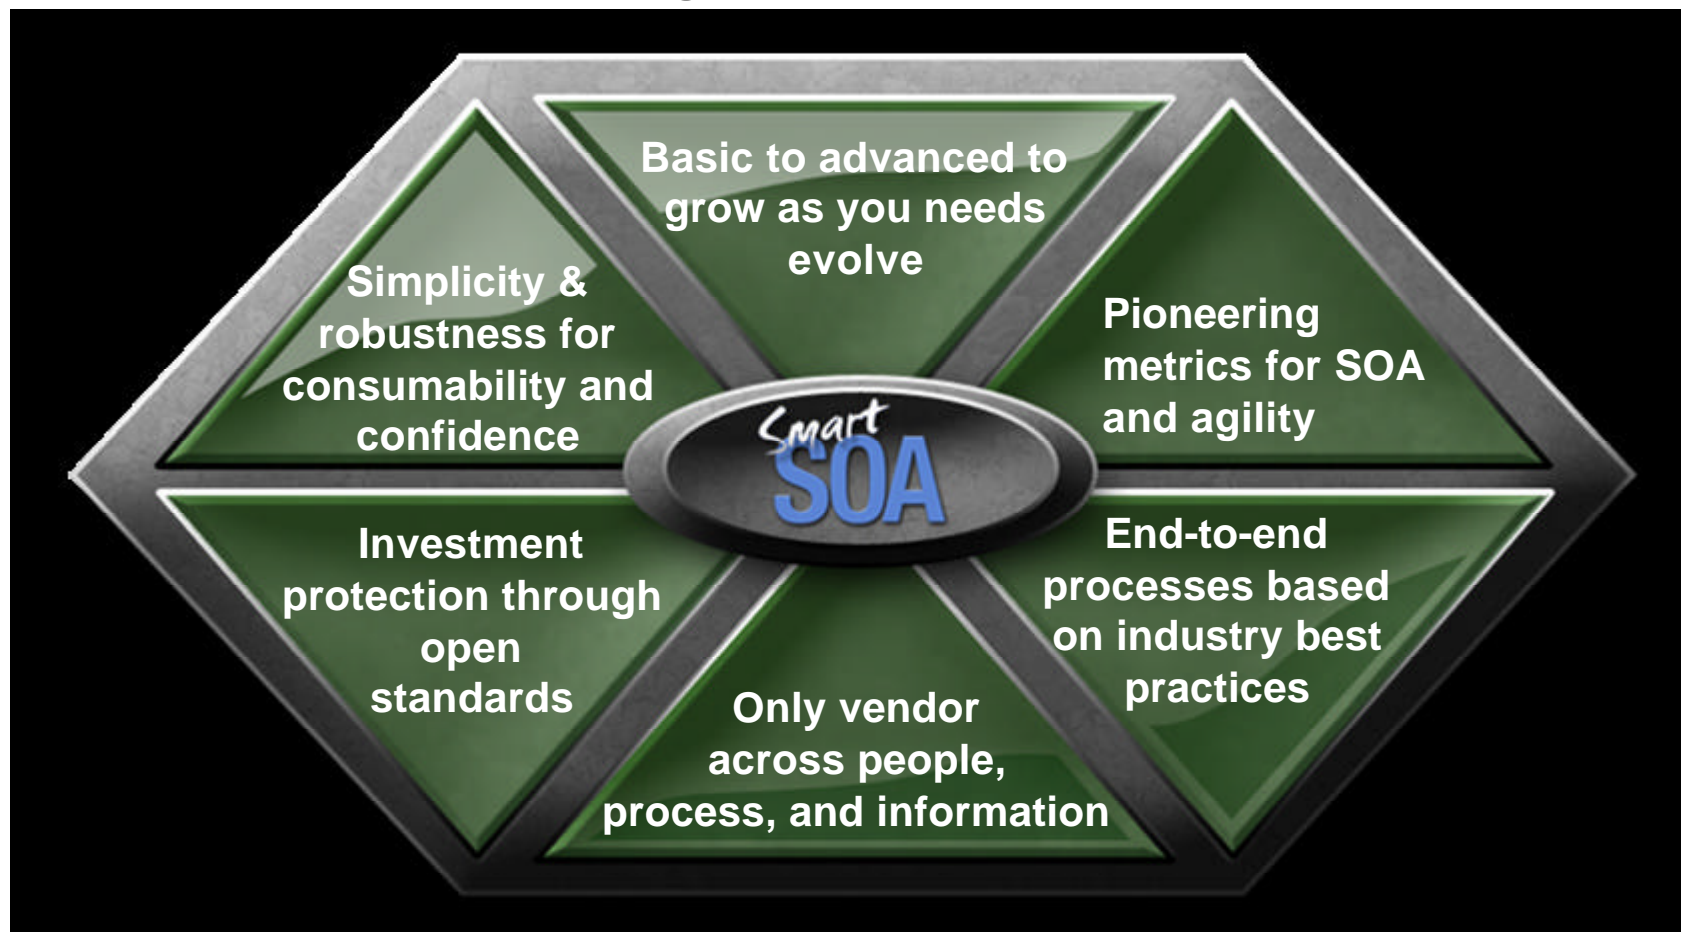 Basic to advanced to
grow as you needs
evolve
Simplicity &
robustness for
consumability and
confidence
Pioneering
metrics for SOA
and agility
Smart
SOA
Investment
protection through
open
standards
End-to-end
processes based
on industry best
practices
Only vendor
across people,
process, and information